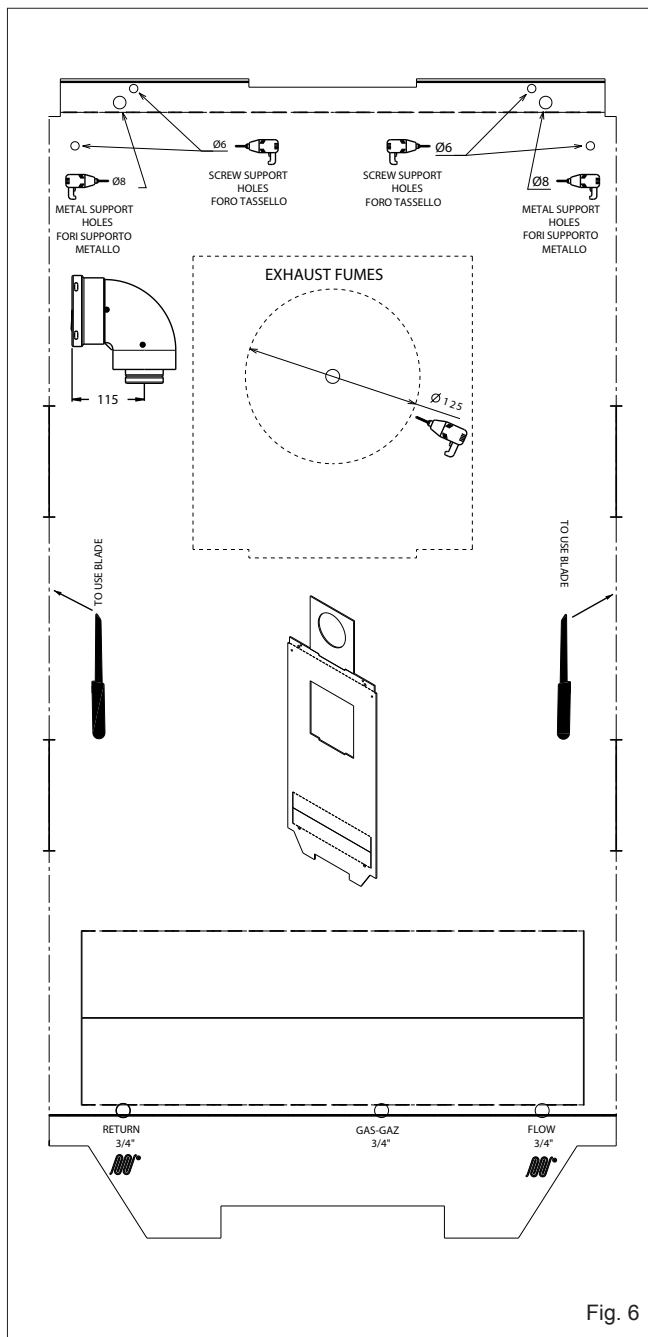 Ø6
SCREW SUPPORT
HOLES
FORO TASSELLO
Ø6
SCREW SUPPORT
HOLES
FORO TASSELLO
Ø8
METAL SUPPORT
HOLES
FORI SUPPORTO
METALLO
Ø8
METAL SUPPORT
HOLES
FORI SUPPORTO
METALLO
EXHAUST FUMES
115
Ø 125
TO USE BLADE
TO USE BLADE
RETURN
3/4"
GAS-GAZ
3/4"
FLOW
3/4"
Fig. 6